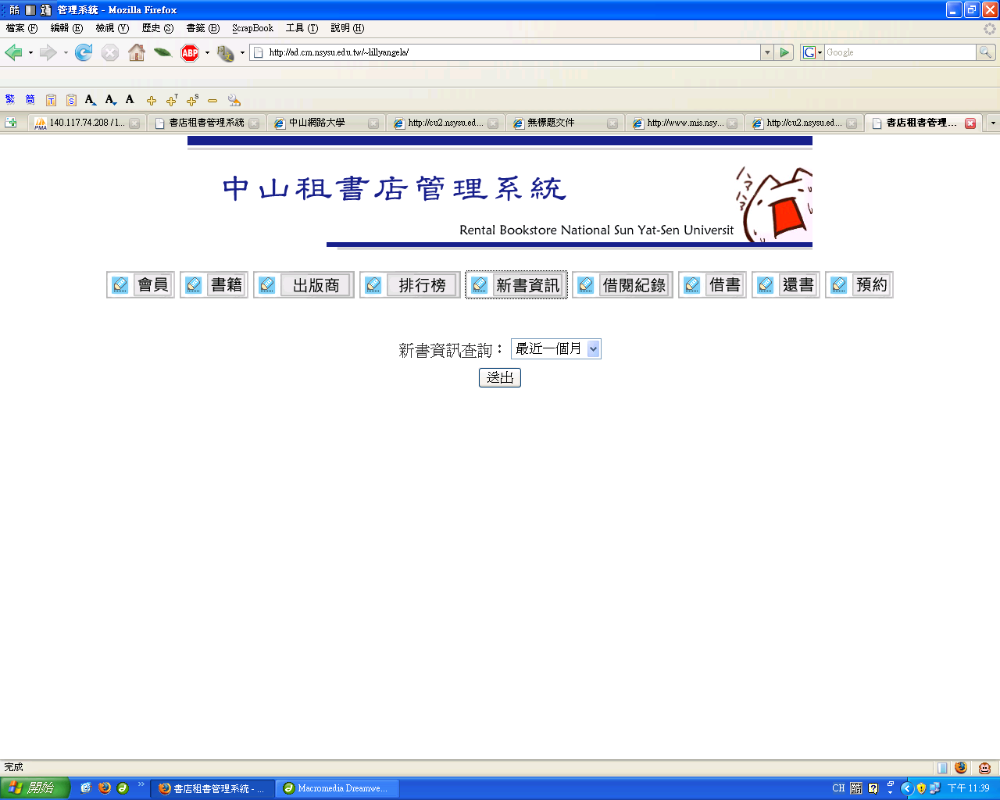 酷 管理系統 - Mozilla Firefox
檔案 (F) 編輯 (E) 檢視 (V) 歷史 (S) 書籤 (B) ScrapBook 工具 (T) 說明 (H)
ABP http://ad.cm.nsysu.edu.tw/~lillyangela/ G Google
繁 簡 T S A A A T S
PMA 140.117.74.208 / l... 書店租書管理系統 中山網路大學 http://cu2.nsysu.ed... 無標題文件 http://www.mis.nsy... http://cu2.nsysu.ed... 書店租書管理...
中山租書店管理系統
ハァハァ
Rental Bookstore National Sun Yat-Sen Universit
會員 書籍 出版商 排行榜 新書資訊 借閱紀錄 借書 還書 預約
新書資訊查詢： 最近一個月
送出
完成
開始 書店租書管理系統 - ... Macromedia Dreamwe... CH 酷 下午 11:39